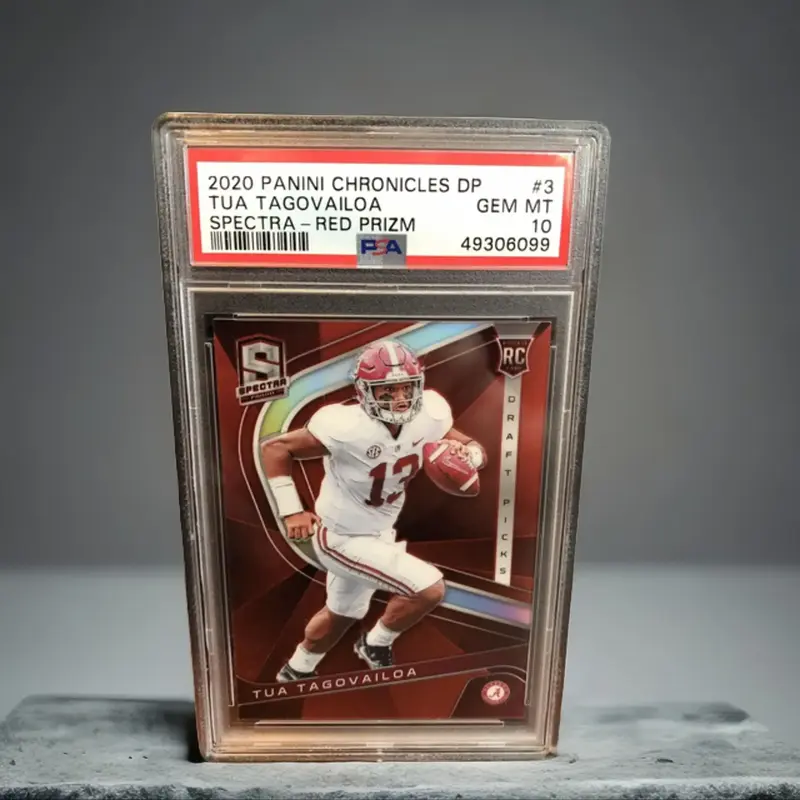 2020 PANINI CHRONICLES DP #3
TUA TAGOVAILOA GEM MT
SPECTRA – RED PRIZM 10
PSA 49306099
S
SPECTRA
RC
DRAFT PICKS
SEC
13
TUA TAGOVAILOA
A